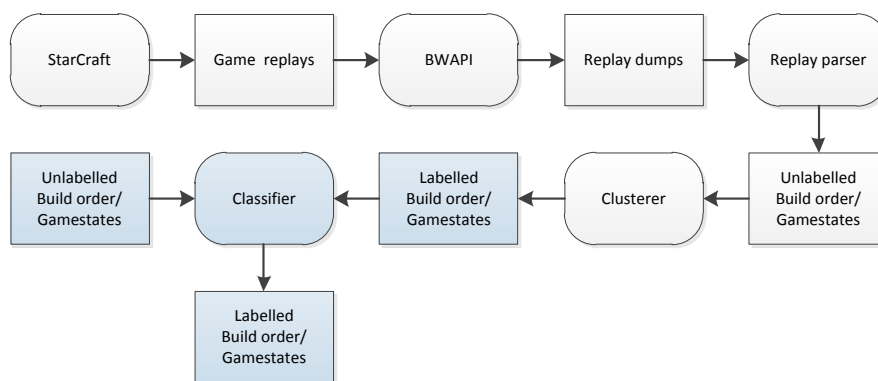 StarCraft
Game replays
BWAPI
Replay dumps
Replay parser
Unlabelled
Build order/
Gamestates
Classifier
Labelled
Build order/
Gamestates
Clusterer
Unlabelled
Build order/
Gamestates
Labelled
Build order/
Gamestates